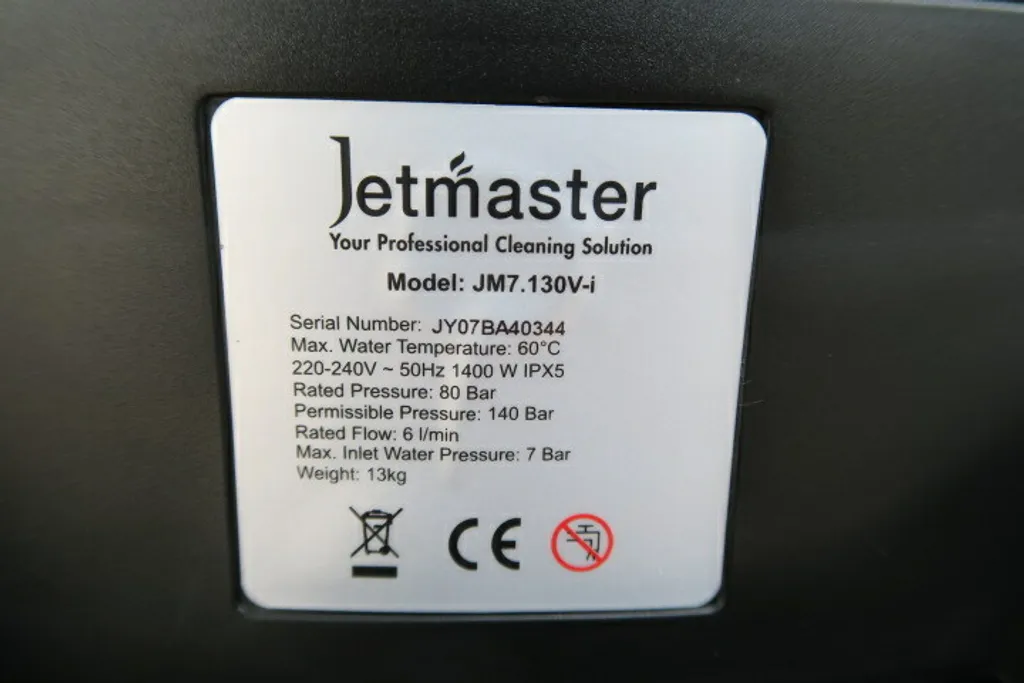 Jetmaster
Your Professional Cleaning Solution
Model: JM7.130V-i
Serial Number: JY07BA40344
Max. Water Temperature: 60°C
220-240V ~ 50Hz 1400 W IPX5
Rated Pressure: 80 Bar
Permissible Pressure: 140 Bar
Rated Flow: 6 l/min
Max. Inlet Water Pressure: 7 Bar
Weight: 13kg
CE